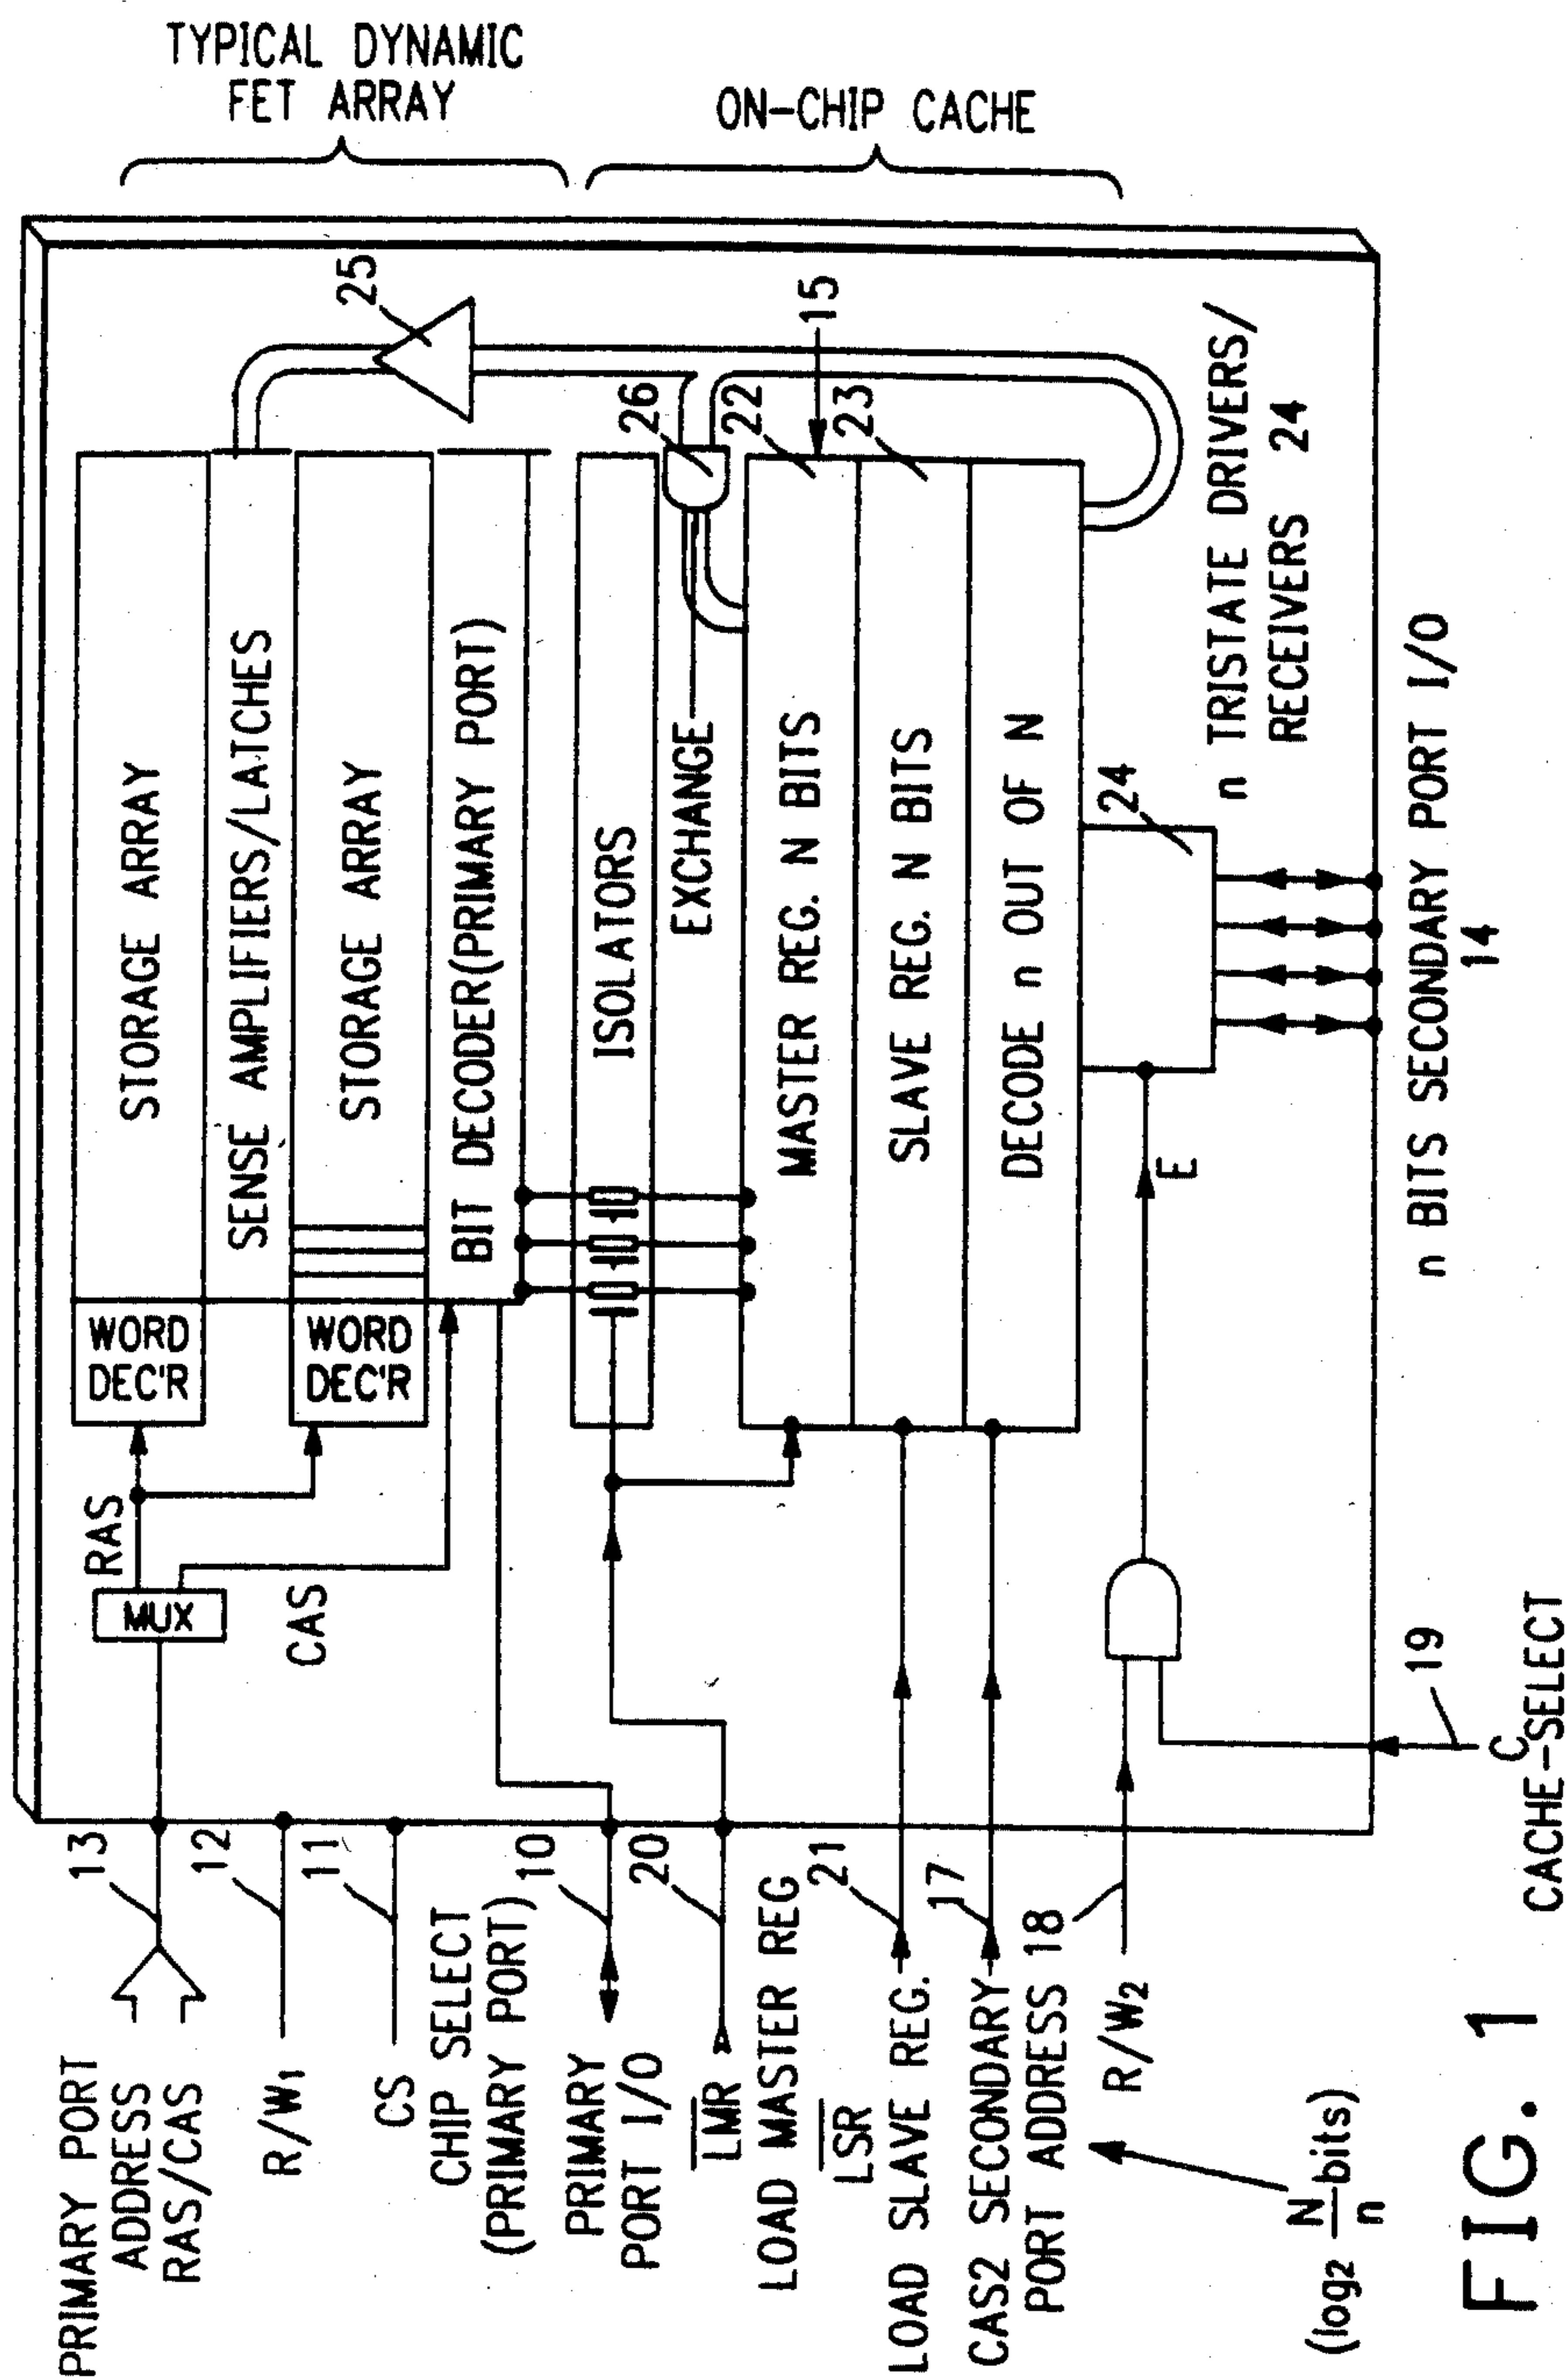 TYPICAL DYNAMIC
FET ARRAY
ON-CHIP CACHE
PRIMARY PORT
ADDRESS
RAS/CAS
13
R/W1
12
CS
11
CHIP SELECT
(PRIMARY PORT)
PRIMARY
PORT I/O
10
LMR
20
LOAD MASTER REG
LSR
LOAD SLAVE REG.
21
CAS2 SECONDARY
17
PORT ADDRESS
18
R/W2
(log2 N/n bits)
MUX
RAS
CAS
WORD
DEC'R
STORAGE ARRAY
SENSE AMPLIFIERS/LATCHES
WORD
DEC'R
STORAGE ARRAY
BIT DECODER(PRIMARY PORT)
25
ISOLATORS
26
EXCHANGE
22
15
MASTER REG. N BITS
23
SLAVE REG. N BITS
DECODE n OUT OF N
24
n TRISTATE DRIVERS/
RECEIVERS 24
E
n BITS SECONDARY PORT I/O
14
19
C
CACHE-SELECT
FIG. 1